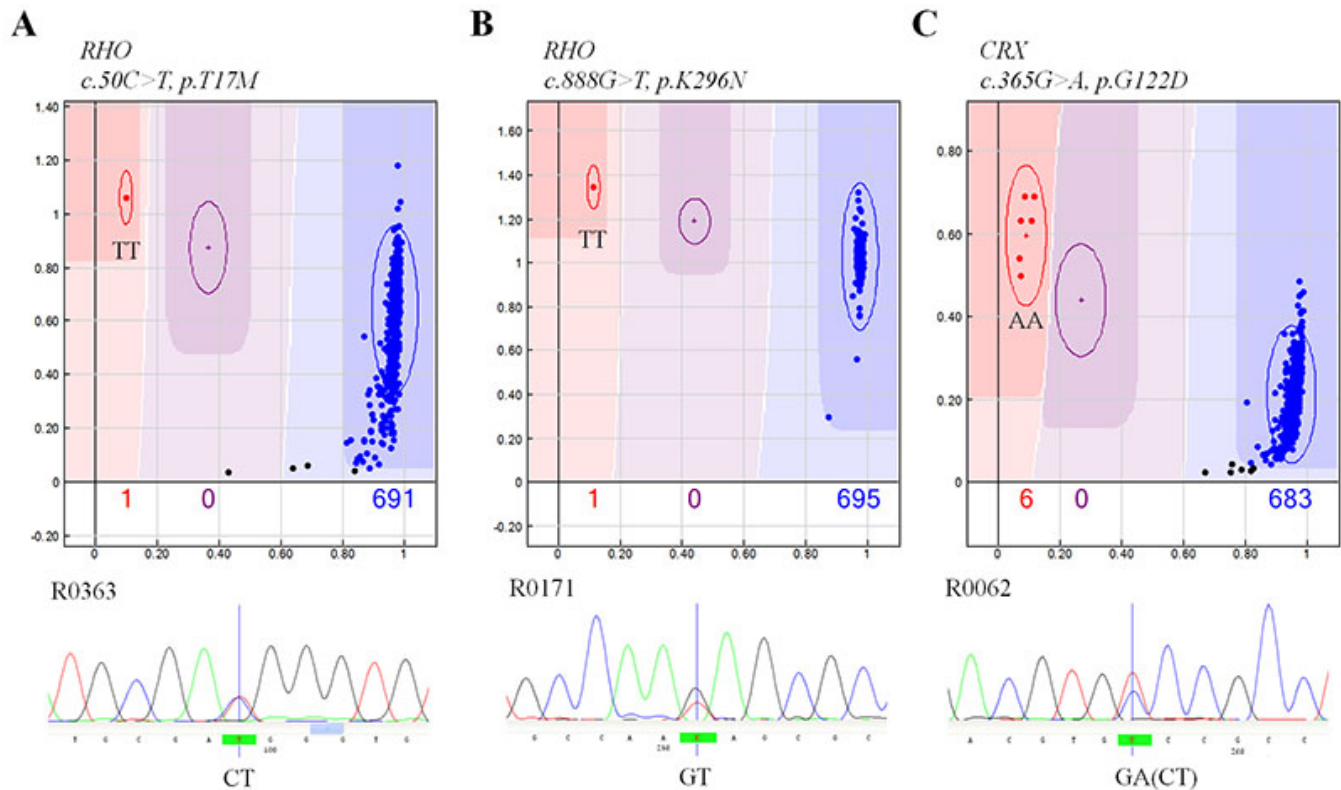 A
RHO
c.50C>T, p.T17M
1.40
1.20
1
0.80
0.60
0.40
0.20
0
-0.20
TT
1 0 691
0 0.20 0.40 0.60 0.80 1
B
RHO
c.888G>T, p.K296N
1.60
1.40
1.20
1
0.80
0.60
0.40
0.20
0
-0.20
TT
1 0 695
0 0.20 0.40 0.60 0.80 1
C
CRX
c.365G>A, p.G122D
0.80
0.60
0.40
0.20
0
AA
6 0 683
0 0.20 0.40 0.60 0.80 1
R0363
T G C G A T G G G T G
100
CT
R0171
G C C A A A G C G C
GT
R0062
A C G T G C C G C C
260
GA(CT)